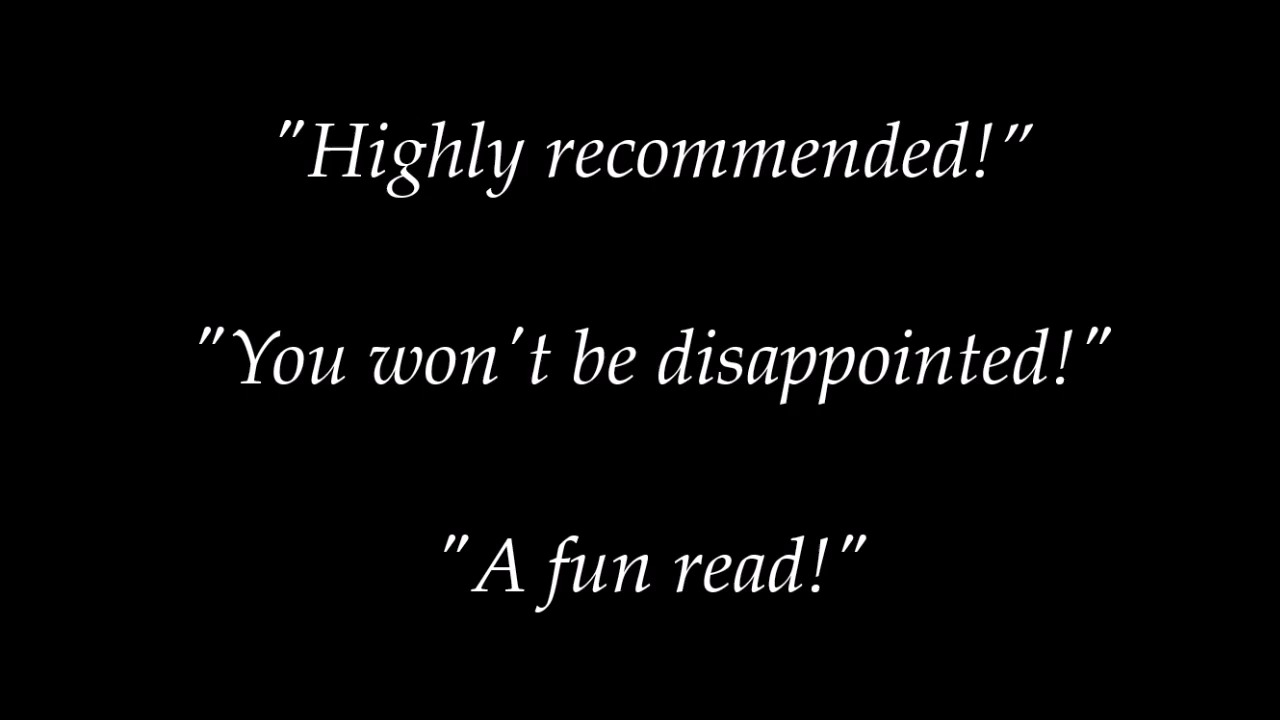 "Highly recommended!”
"You won't be disappointed!"
"A fun read!"